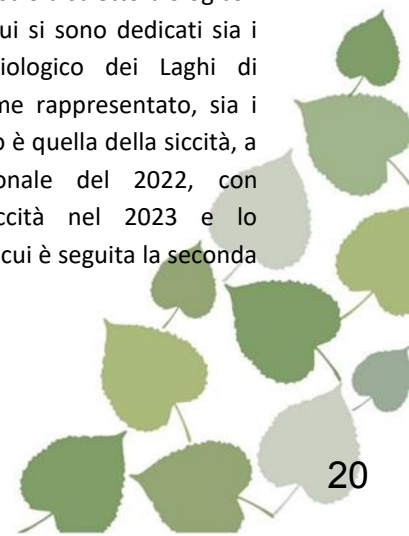 ui si sono dedicati sia i
iologico dei Laghi di
me rappresentato, sia i
o è quella della siccità, a
onale del 2022, con
ccità nel 2023 e lo
cui è seguita la seconda
20